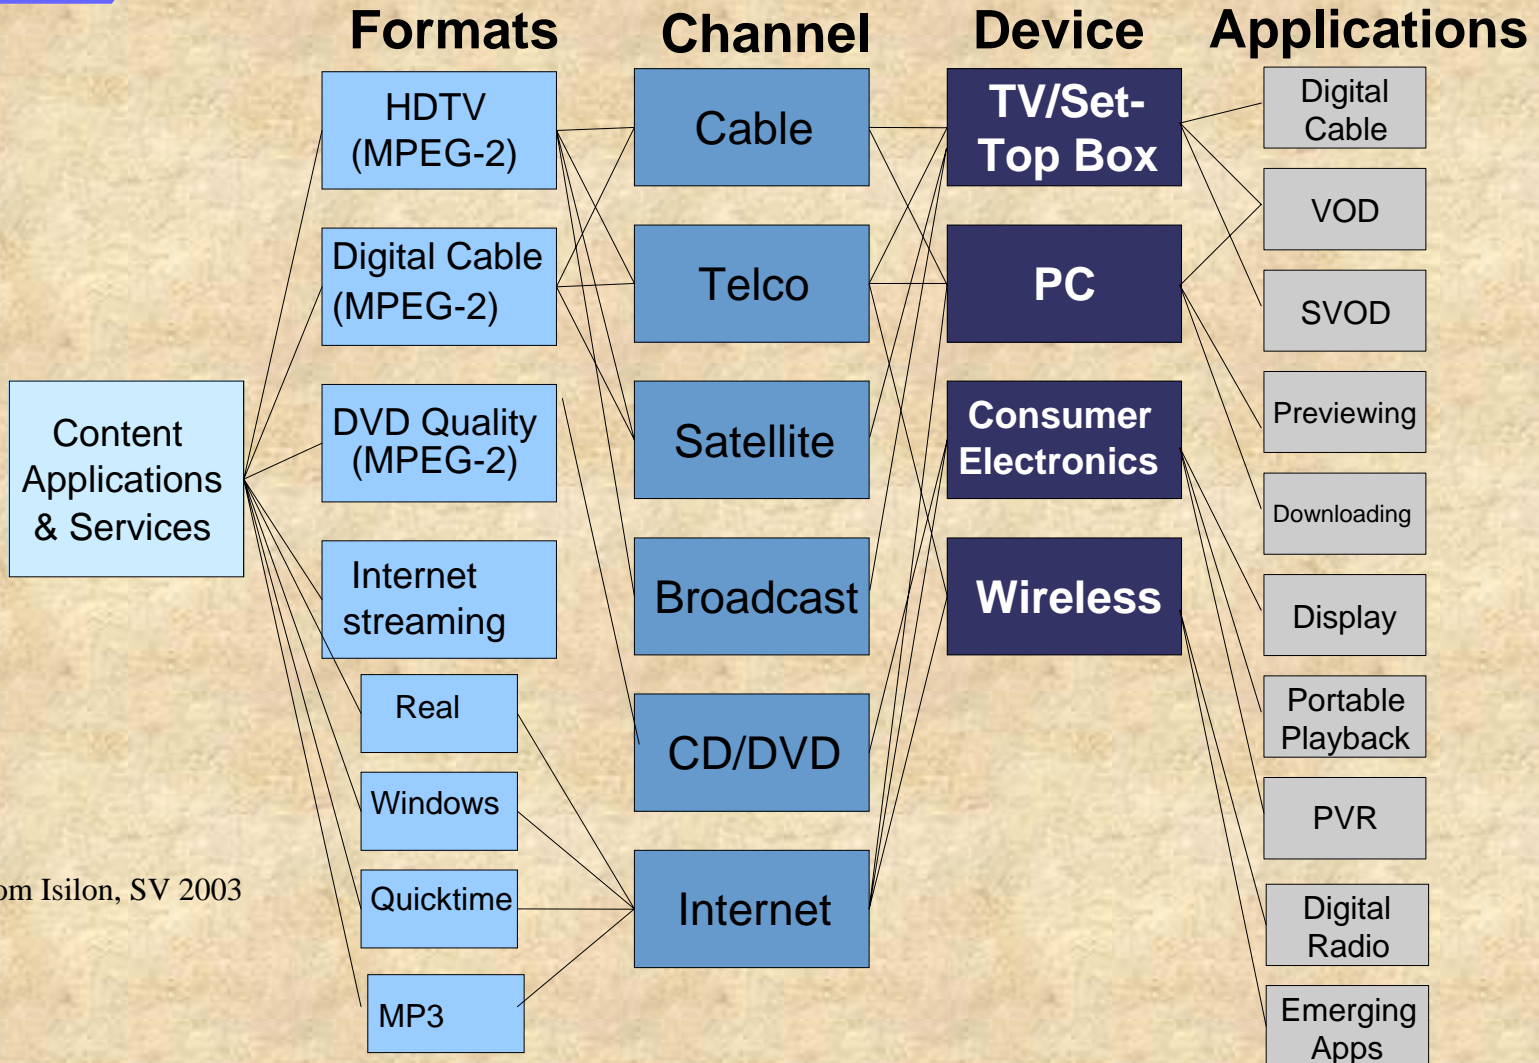 Formats
Channel
Device
Applications
Content
Applications
& Services
HDTV
(MPEG-2)
Digital Cable
(MPEG-2)
DVD Quality
(MPEG-2)
Internet
streaming
Real
Windows
Quicktime
MP3
Cable
Telco
Satellite
Broadcast
CD/DVD
Internet
TV/Set-
Top Box
PC
Consumer
Electronics
Wireless
Digital
Cable
VOD
SVOD
Previewing
Downloading
Display
Portable
Playback
PVR
Digital
Radio
Emerging
Apps
om Isilon, SV 2003